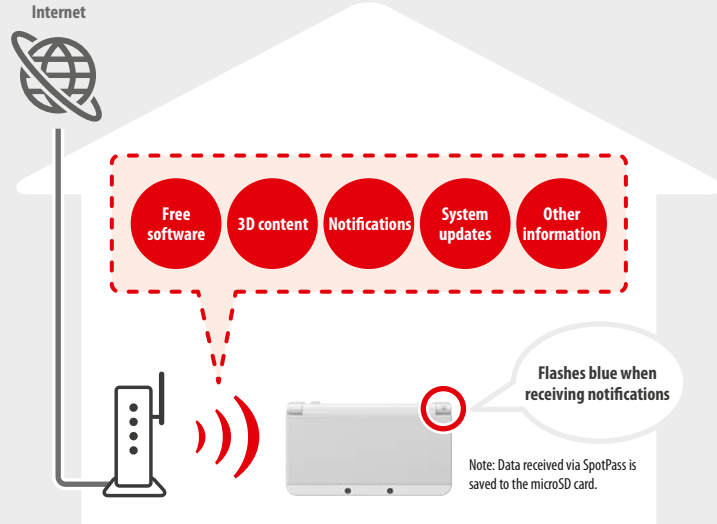 Internet
Free
software
3D content
Notifications
System
updates
Other
information
Flashes blue when
receiving notifications
Note: Data received via SpotPass is
saved to the microSD card.